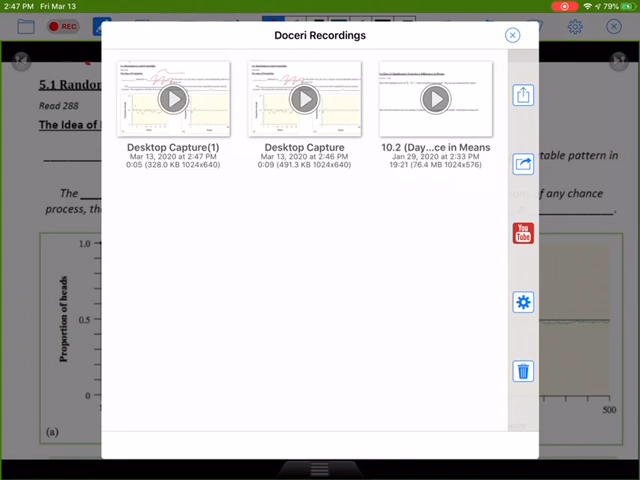 2:47 PM Fri Mar 13
79%
REC
Doceri Recordings
5.1 Random
Read 288
The Idea of
table pattern in
The
of any chance
process, th
Desktop Capture(1)
Mar 13, 2020 at 2:47 PM
0:05 (328.0 KB 1024x640)
Desktop Capture
Mar 13, 2020 at 2:46 PM
0:09 (491.3 KB 1024x640)
10.2 (Day...ce in Means
Jan 29, 2020 at 2:33 PM
19:21 (76.4 MB 1024x576)
You
Tube
1.0
0.5
0
Proportion of heads
500
(a)